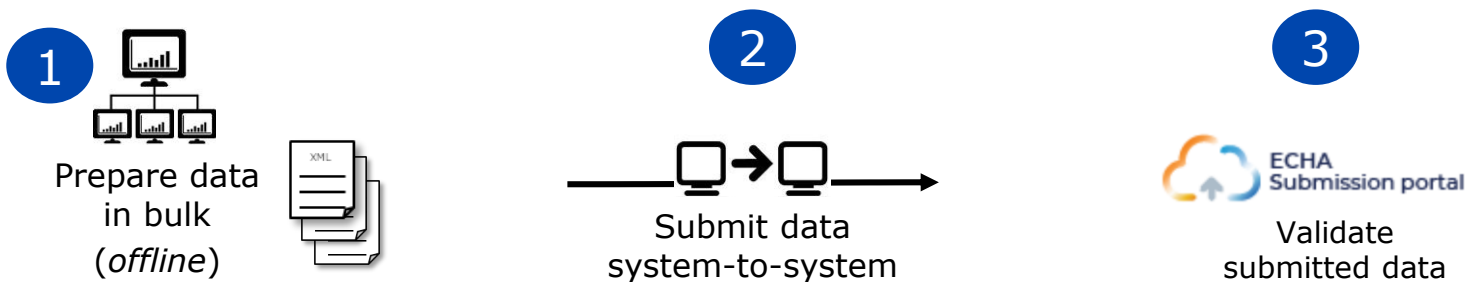 1
Prepare data
in bulk
(offline)
XML
2
Submit data
system-to-system
3
ECHA
Submission portal
Validate
submitted data